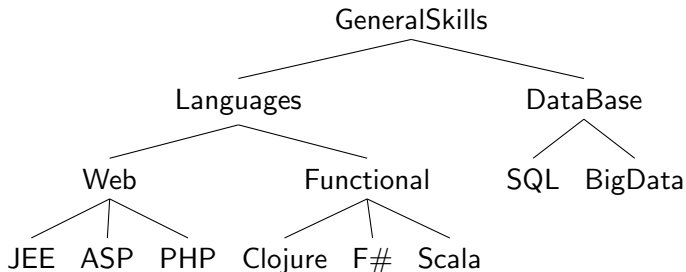 GeneralSkills
Languages DataBase
Web Functional SQL BigData
JEE ASP PHP Clojure F# Scala